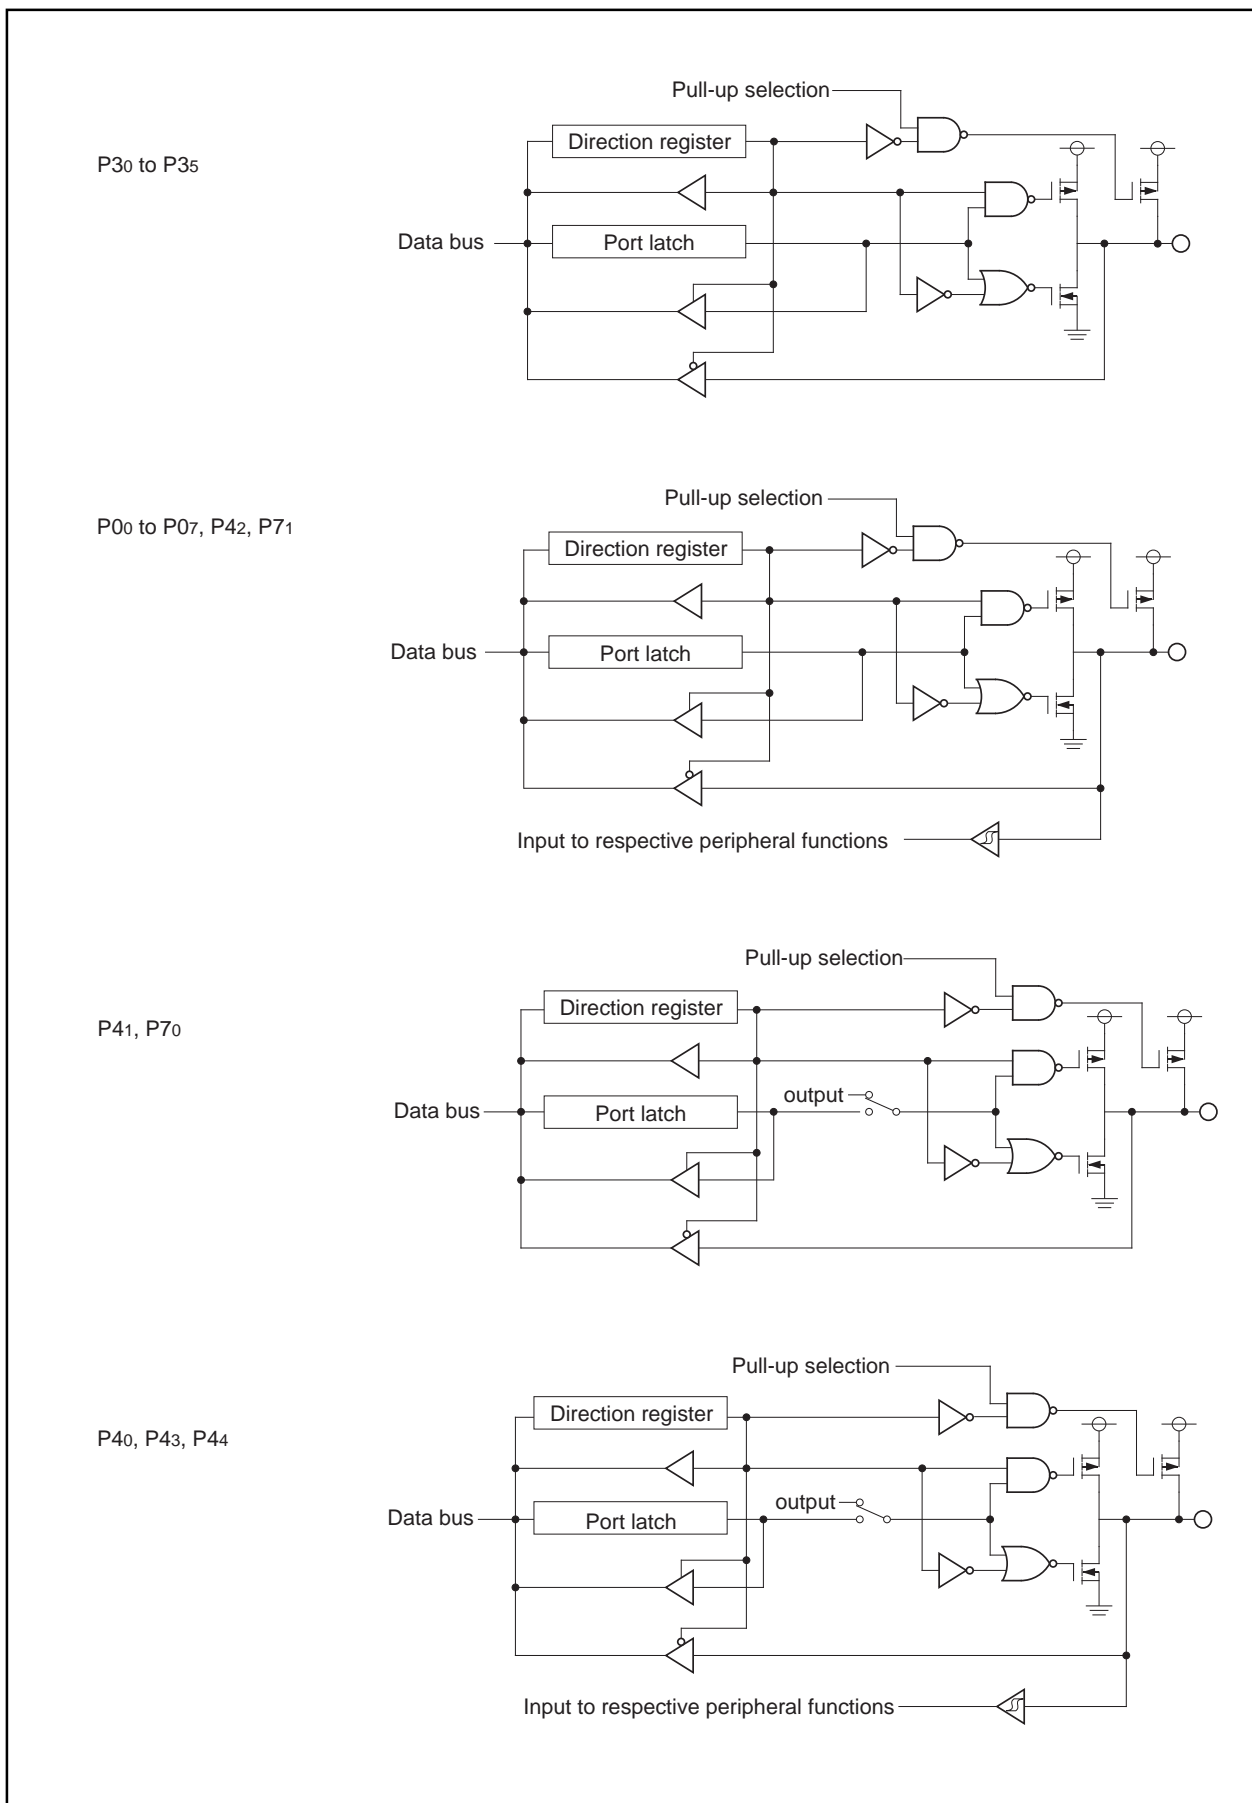 Pull-up selection
Direction register
P30 to P35
Data bus
Port latch
Pull-up selection
P00 to P07, P42, P71
Direction register
Data bus
Port latch
Input to respective peripheral functions
Pull-up selection
Direction register
P41, P70
output
Data bus
Port latch
Pull-up selection
Direction register
P40, P43, P44
output
Data bus
Port latch
Input to respective peripheral functions